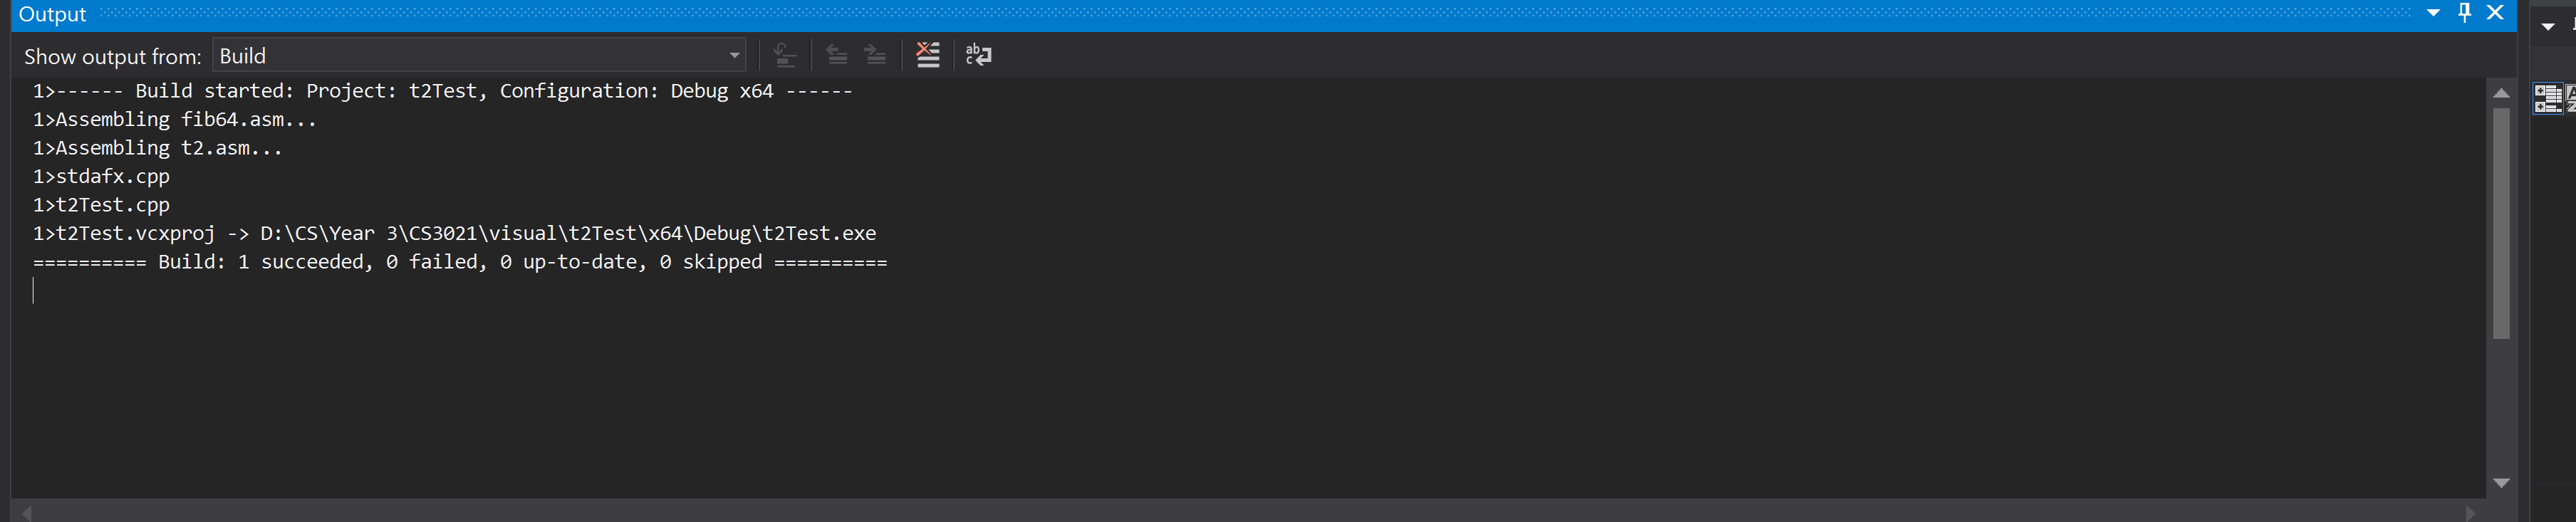 Output
Show output from: Build
1>------ Build started: Project: t2Test, Configuration: Debug x64 ------
1>Assembling fib64.asm...
1>Assembling t2.asm...
1>stdafx.cpp
1>t2Test.cpp
1>t2Test.vcxproj -> D:\CS\Year 3\CS3021\visual\t2Test\x64\Debug\t2Test.exe
========== Build: 1 succeeded, 0 failed, 0 up-to-date, 0 skipped ==========